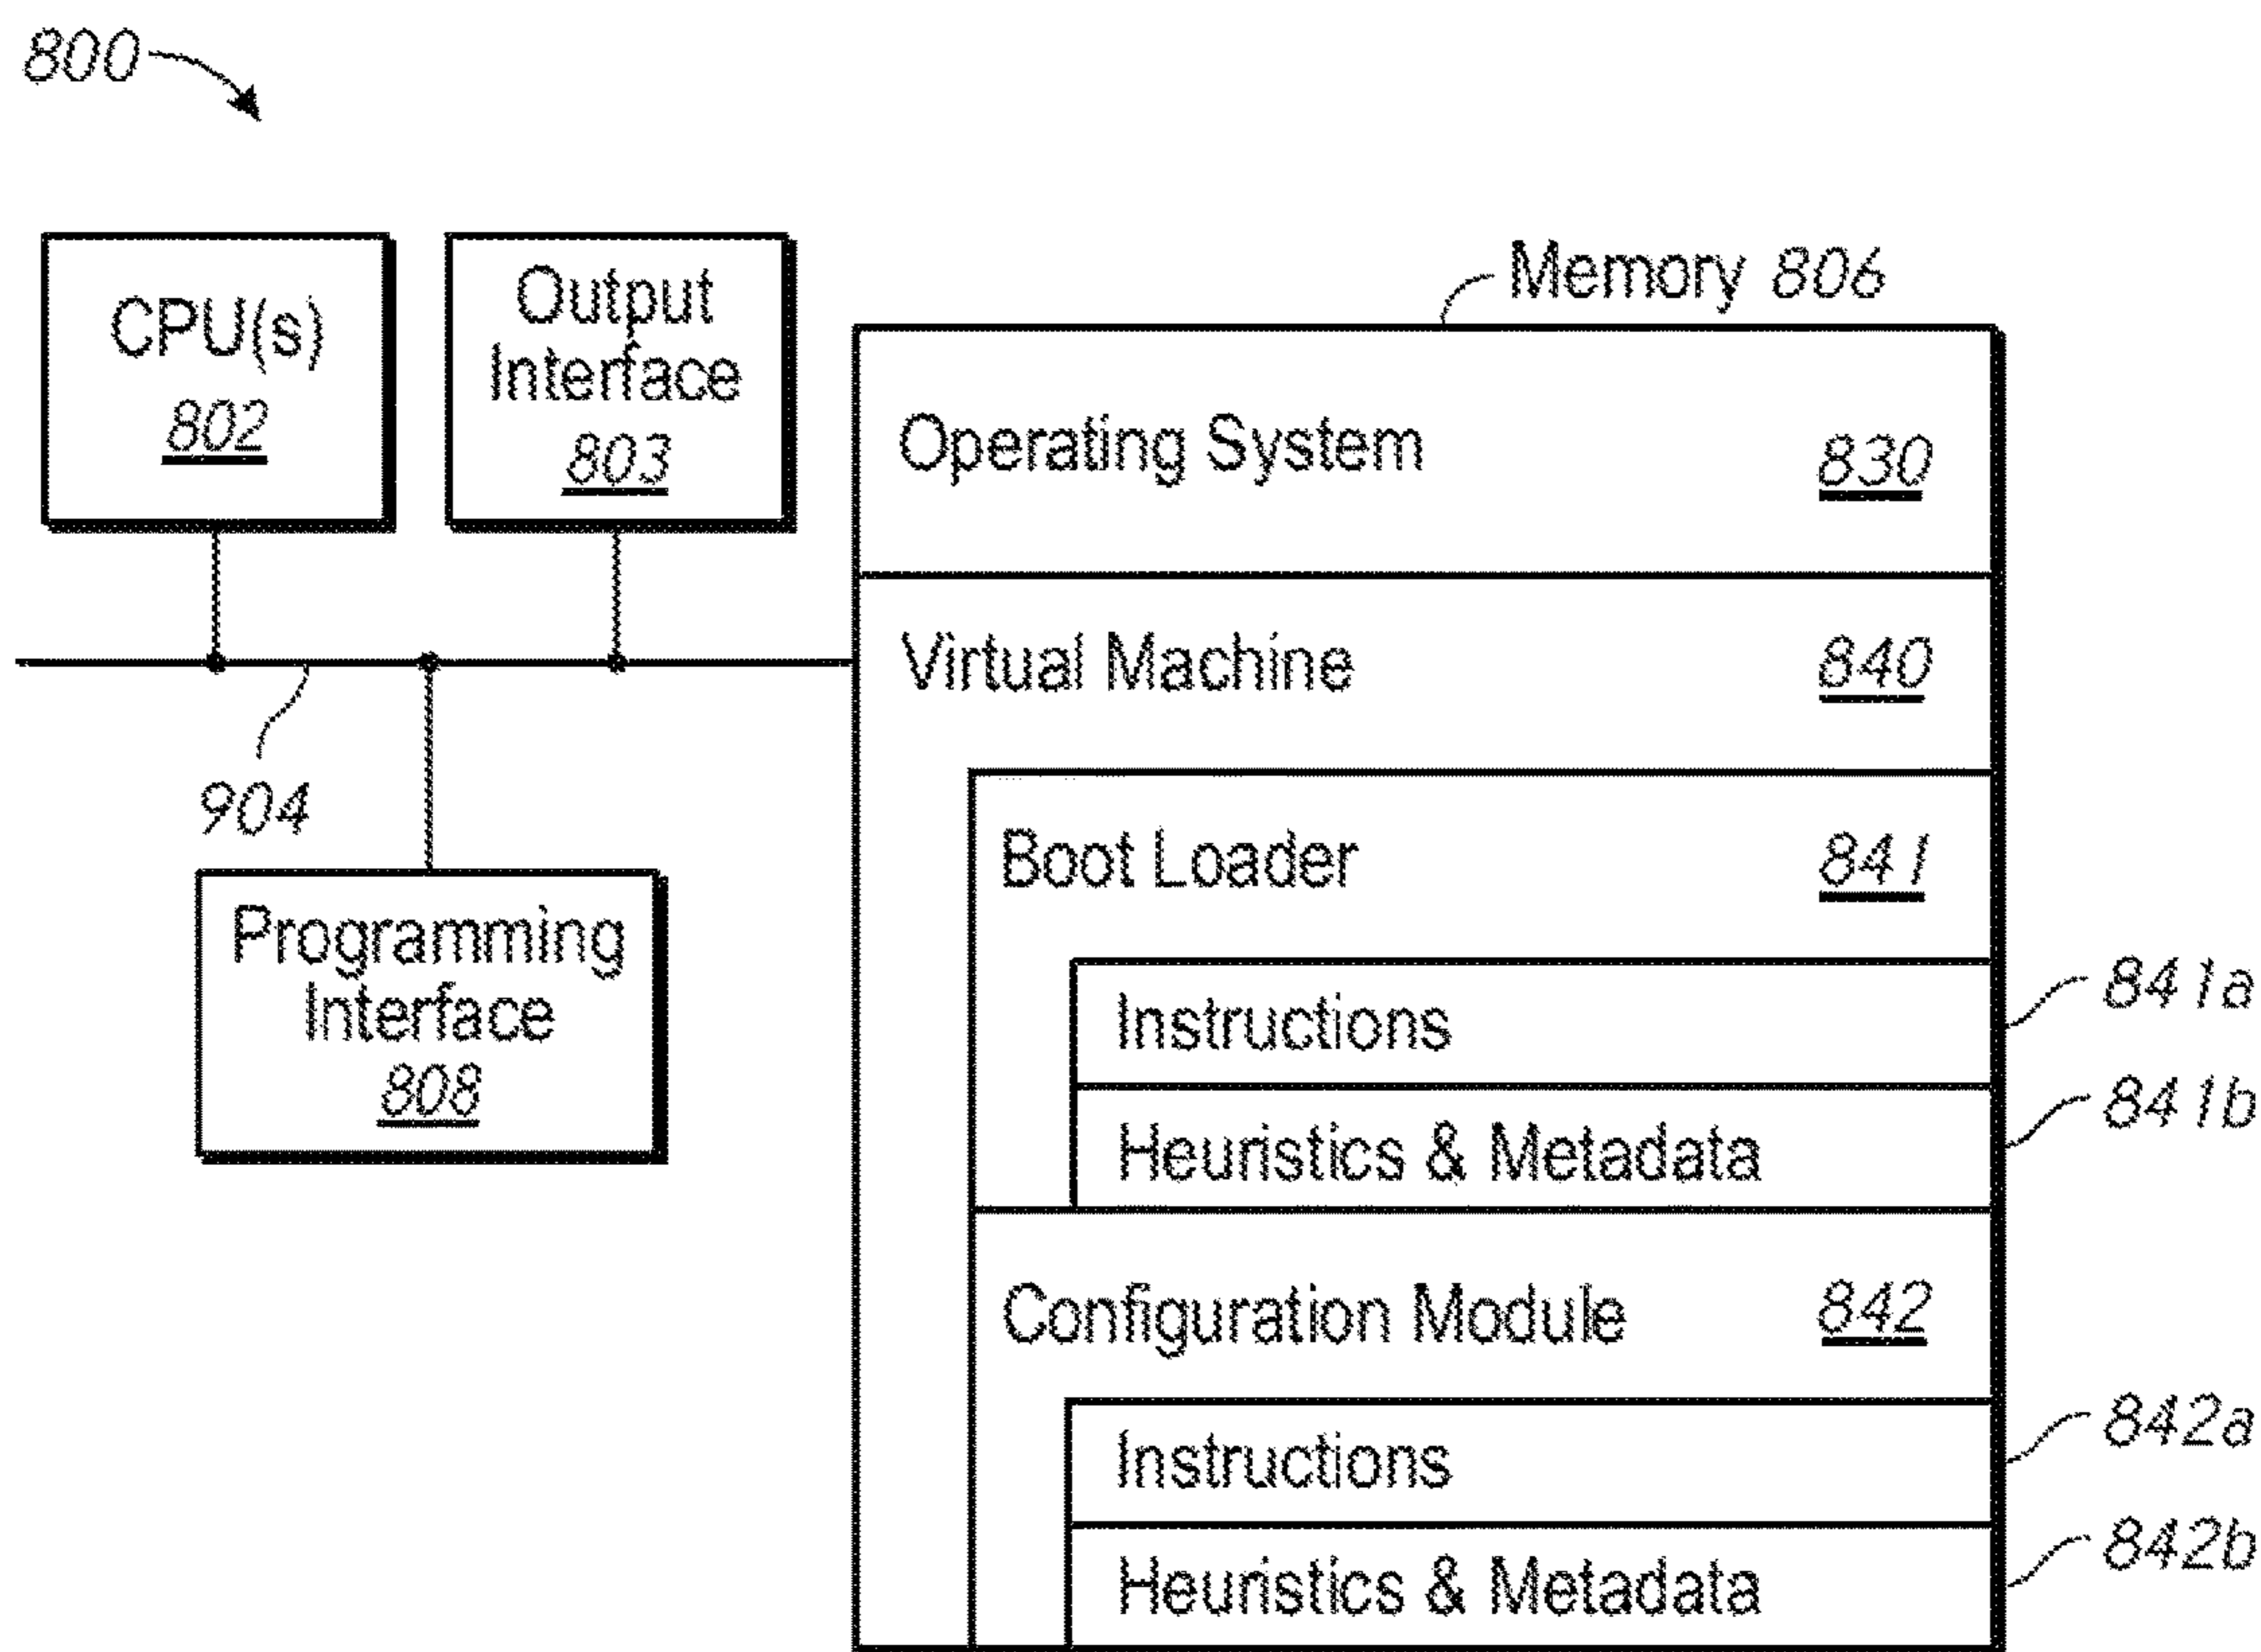 800
CPU(s)
802
Output
Interface
803
Memory 806
Operating System 830
Virtual Machine 840
904
Boot Loader 841
Programming
Interface
808
Instructions 841a
Heuristics & Metadata 841b
Configuration Module 842
Instructions 842a
Heuristics & Metadata 842b